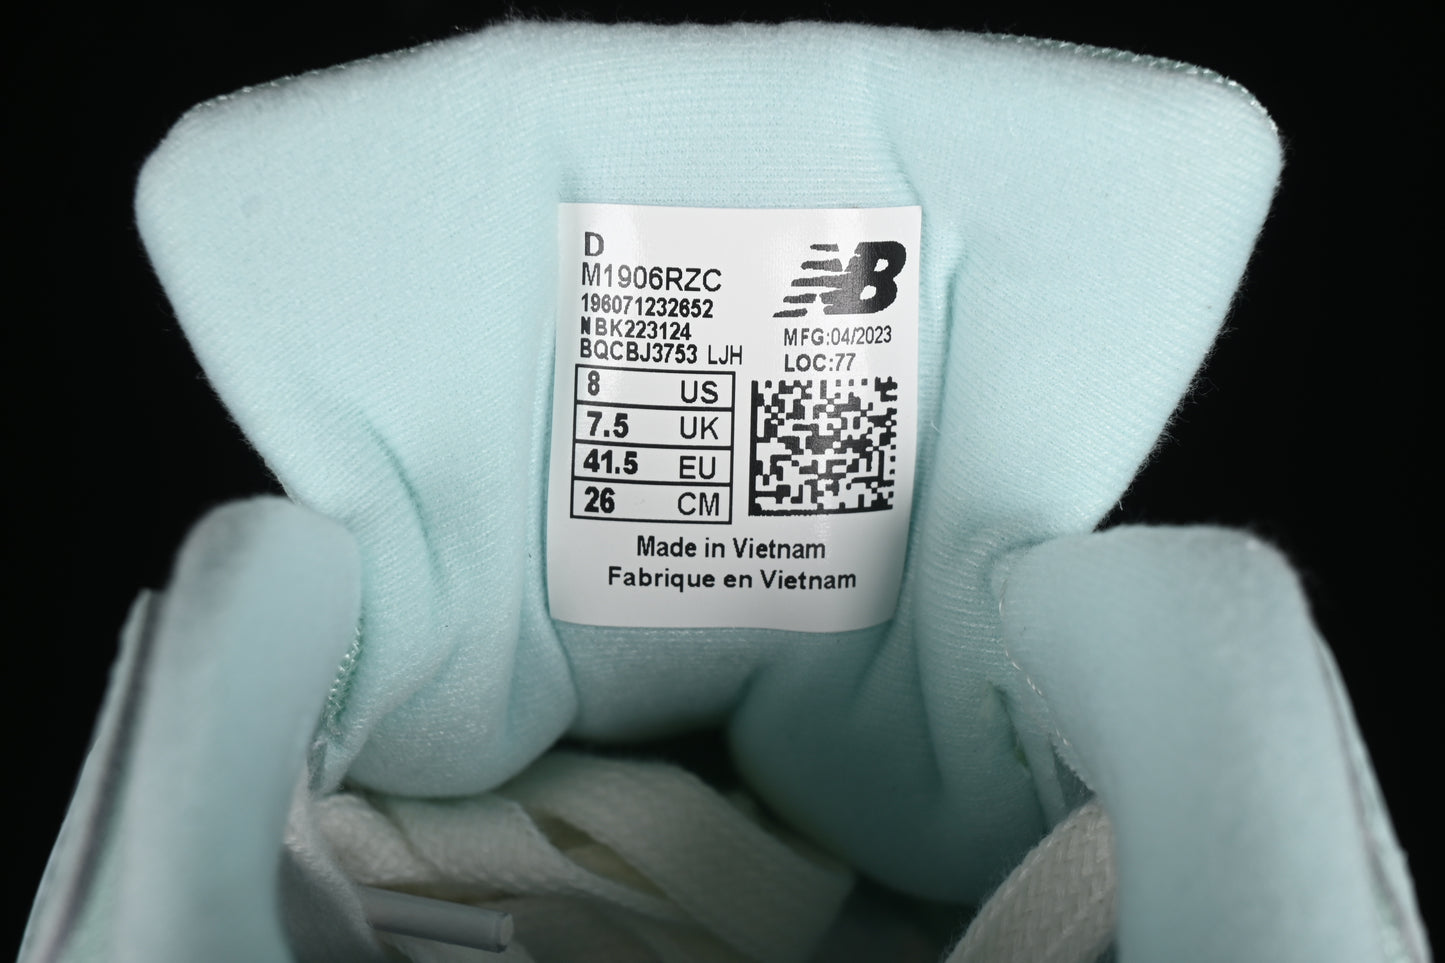 D
M1906RZC
196071232652
NBK223124
BQCBJ3753 LJH
8 US
7.5 UK
41.5 EU
26 CM
NB
MFG:04/2023
LOC:77
Made in Vietnam
Fabrique en Vietnam